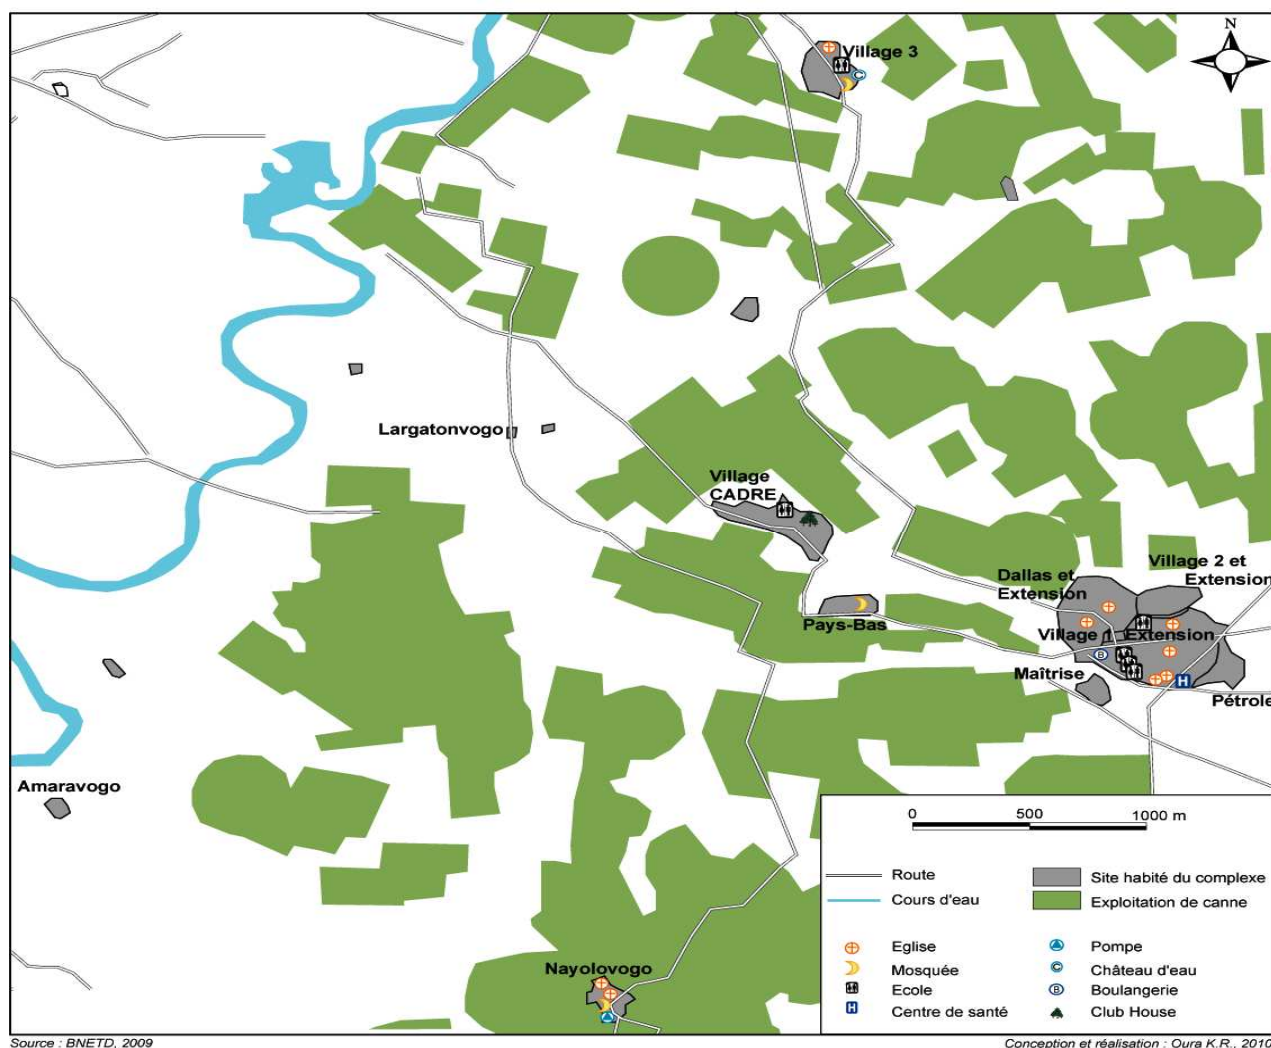 N
Village 3
Largatonvogo
Village
CADRE
Dallas et
Extension
Village 2 et
Extension
Pays-Bas
Village 1 Extension
B
Maîtrise
H
Pétrole
Amaravogo
Nayolovogo
0 500 1000 m
Route
Cours d'eau
Site habité du complexe
Exploitation de canne
Eglise
Mosquée
Ecole
H Centre de santé
Pompe
C Château d'eau
B Boulangerie
Club House
Source : BNETD, 2009
Conception et réalisation : Oura K.R., 2010